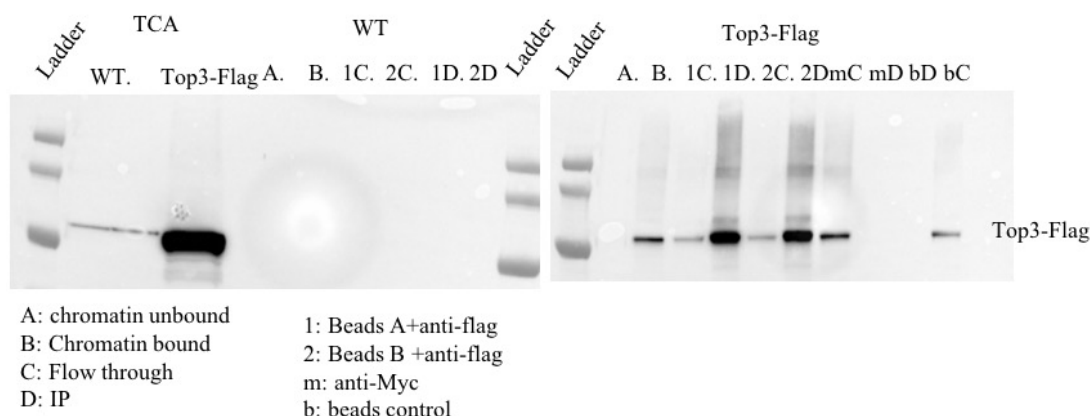 TCA
WT
Top3-Flag
Ladder
WT.
Top3-Flag
A.
B.
1C.
2C.
1D.
2D
Ladder
Ladder
A.
B.
1C.
1D.
2C.
2DmC
mD
bD
bC
Top3-Flag
A: chromatin unbound
B: Chromatin bound
C: Flow through
D: IP
1: Beads A+anti-flag
2: Beads B +anti-flag
m: anti-Myc
b: beads control